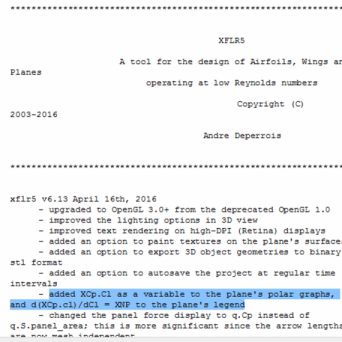 ******************************************************************
XFLR5
A tool for the design of Airfoils, Wings an
Planes
operating at low Reynolds numbers
Copyright (C)
2003-2016
Andre Deperrois
******************************************************************
xflr5 v6.13 April 16th, 2016
- upgraded to OpenGL 3.0+ from the deprecated OpenGL 1.0
- improved the lighting options in 3D view
- improved text rendering on high-DPI (Retina) displays
- added an option to paint textures on the plane's surface
- added an option to export 3D object geometries to binary
stl format
- added an option to autosave the project at regular time
intervals
- added XCp.Cl as a variable to the plane's polar graphs,
and d(XCp.cl)/dCl = XNP to the plane's legend
- changed the panel force display to q.Cp instead of
q.S.panel_area; this is more significant since the arrow lengths
are now mesh independent